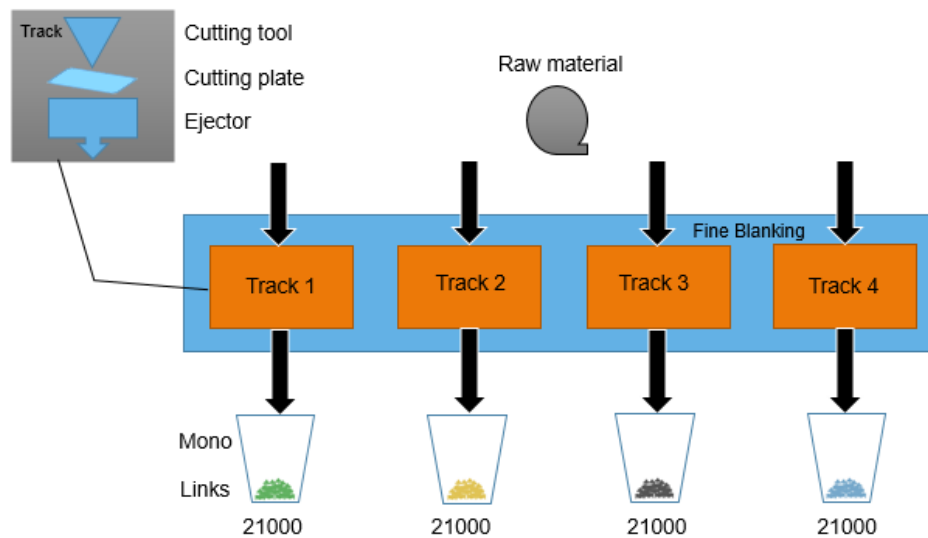 Track
Cutting tool
Cutting plate
Ejector
Raw material
Fine Blanking
Track 1
Track 2
Track 3
Track 4
Mono
Links
21000
21000
21000
21000